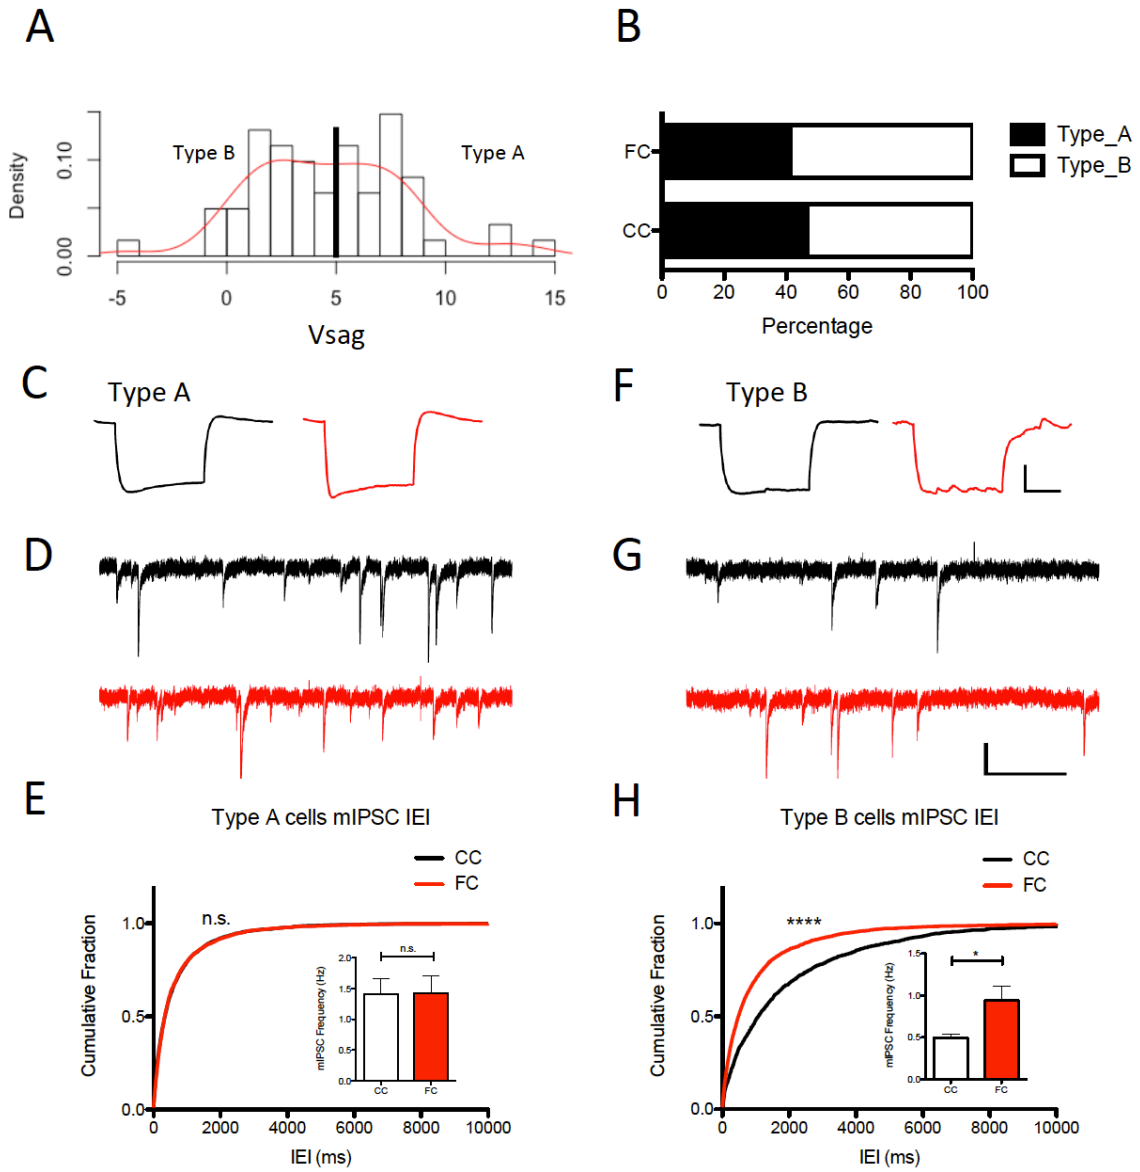 A
B
Density
0.00
0.10
Type B
Type A
-5
0
5
10
15
Vsag
FC
CC
0
20
40
60
80
100
Percentage
Type_A
Type_B
C
Type A
F
Type B
D
G
E
Type A cells mIPSC IEI
CC
FC
n.s.
Cumulative Fraction
1.0
0.5
0.0
0
2000
4000
6000
8000
10000
IEI (ms)
n.s.
mIPSC Frequency (Hz)
2.0
1.5
1.0
0.5
0.0
CC
FC
H
Type B cells mIPSC IEI
CC
FC
****
Cumulative Fraction
1.0
0.5
0.0
0
2000
4000
6000
8000
10000
IEI (ms)
*
mIPSC Frequency (Hz)
1.5
1.0
0.5
0.0
CC
FC